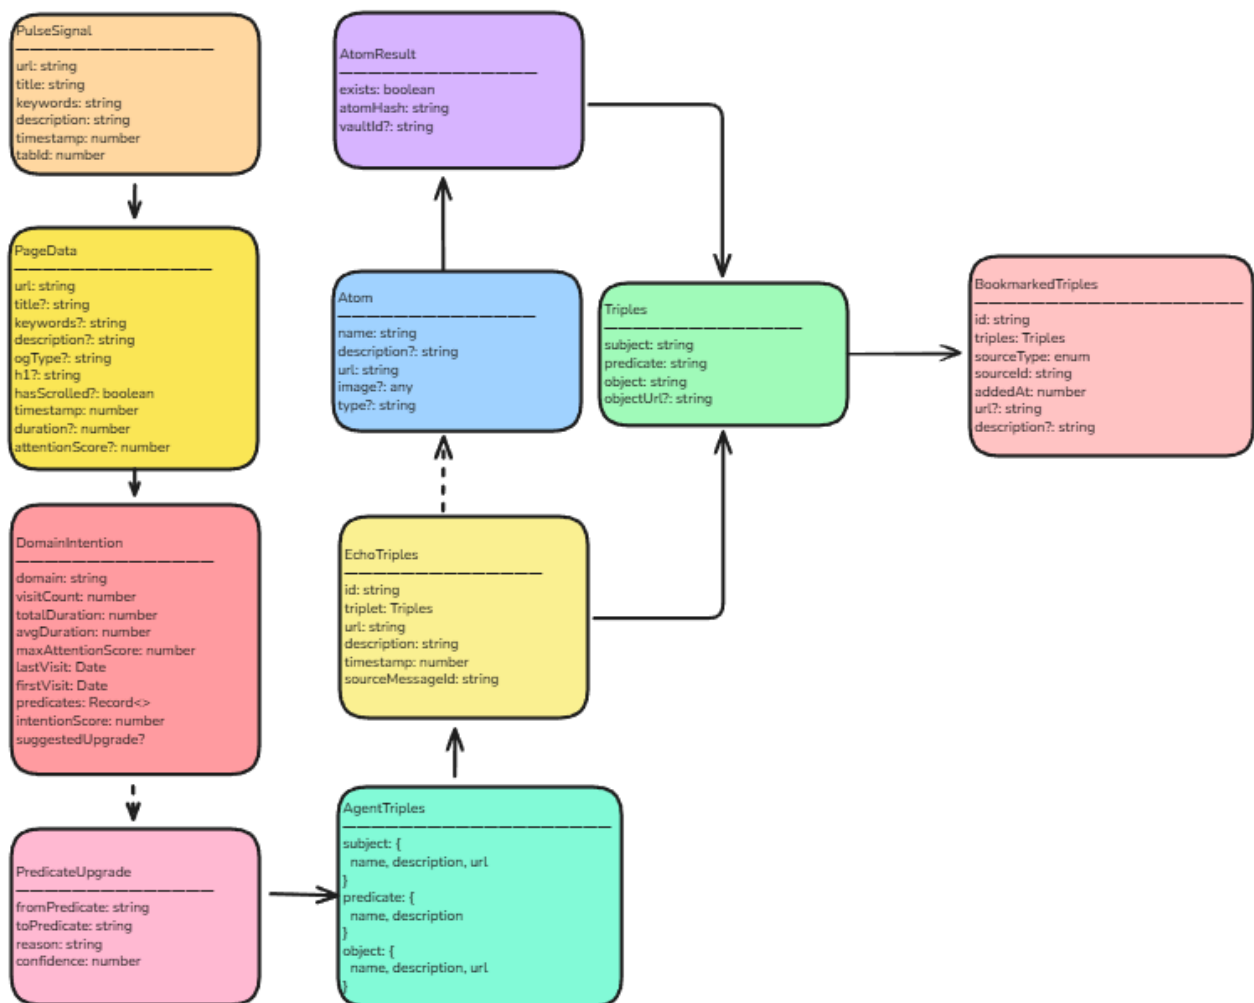 PulseSignal
url: string
title: string
keywords: string
description: string
timestamp: number
tabId: number
PageData
url: string
title?: string
keywords?: string
description?: string
ogType?: string
h1?: string
hasScrolled?: boolean
timestamp: number
duration?: number
attentionScore?: number
DomainIntention
domain: string
visitCount: number
totalDuration: number
avgDuration: number
maxAttentionScore: number
lastVisit: Date
firstVisit: Date
predicates: Record<>
intentionScore: number
suggestedUpgrade?
PredicateUpgrade
fromPredicate: string
toPredicate: string
reason: string
confidence: number
AtomResult
exists: boolean
atomHash: string
vaultId?: string
Atom
name: string
description?: string
url: string
image?: any
type?: string
EchoTriples
id: string
triplet: Triples
url: string
description: string
timestamp: number
sourceMessageId: string
AgentTriples
subject: {
name, description, url
}
predicate: {
name, description
}
object: {
name, description, url
}
Triples
subject: string
predicate: string
object: string
objectUrl?: string
BookmarkedTriples
id: string
triples: Triples
sourceType: enum
sourceId: string
addedAt: number
url?: string
description?: string